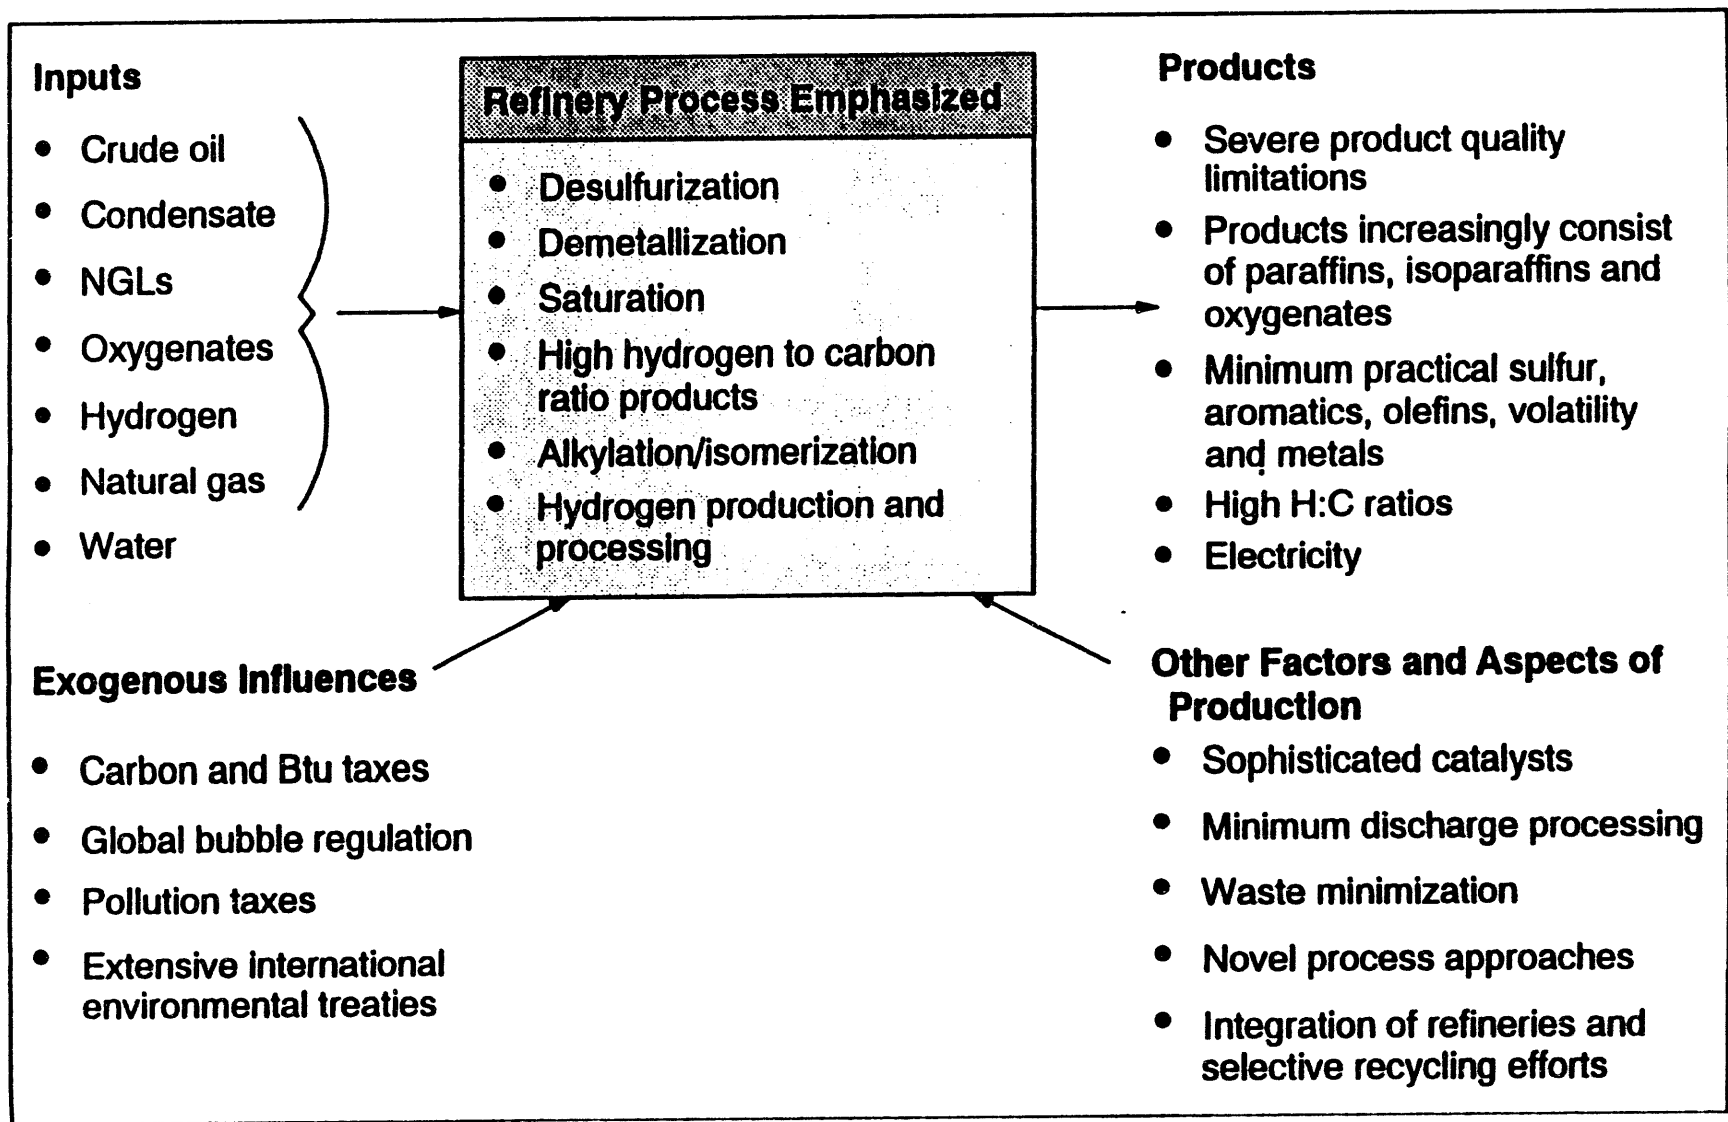 Inputs
• Crude oil
• Condensate
• NGLs
• Oxygenates
• Hydrogen
• Natural gas
• Water
Refinery Process Emphasized
• Desulfurization
• Demetallization
• Saturation
• High hydrogen to carbon
ratio products
• Alkylation/isomerization
• Hydrogen production and
processing
Products
• Severe product quality
limitations
• Products increasingly consist
of paraffins, isoparaffins and
oxygenates
• Minimum practical sulfur,
aromatics, olefins, volatility
and metals
• High H:C ratios
• Electricity
Exogenous Influences
• Carbon and Btu taxes
• Global bubble regulation
• Pollution taxes
• Extensive international
environmental treaties
Other Factors and Aspects of
Production
• Sophisticated catalysts
• Minimum discharge processing
• Waste minimization
• Novel process approaches
• Integration of refineries and
selective recycling efforts